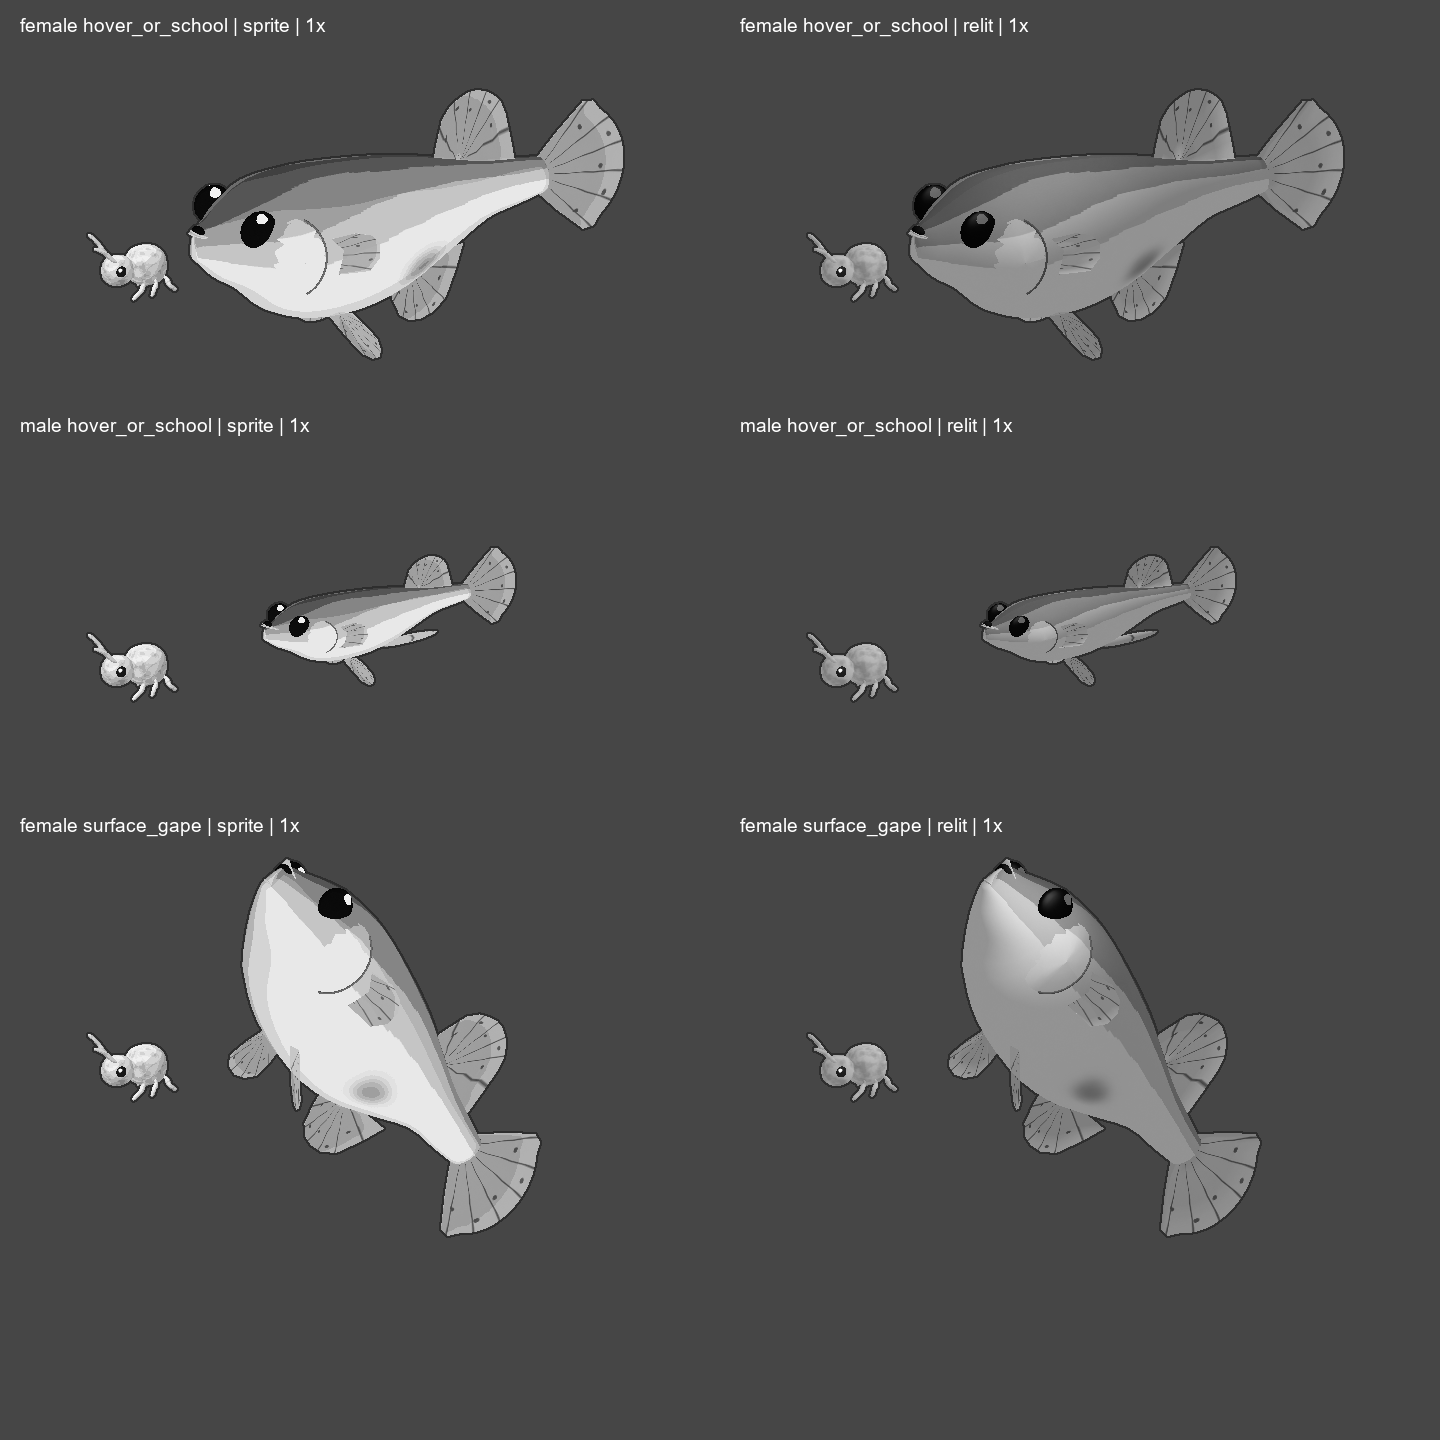 female hover_or_school | sprite | 1x
female hover_or_school | relit | 1x
male hover_or_school | sprite | 1x
male hover_or_school | relit | 1x
female surface_gape | sprite | 1x
female surface_gape | relit | 1x